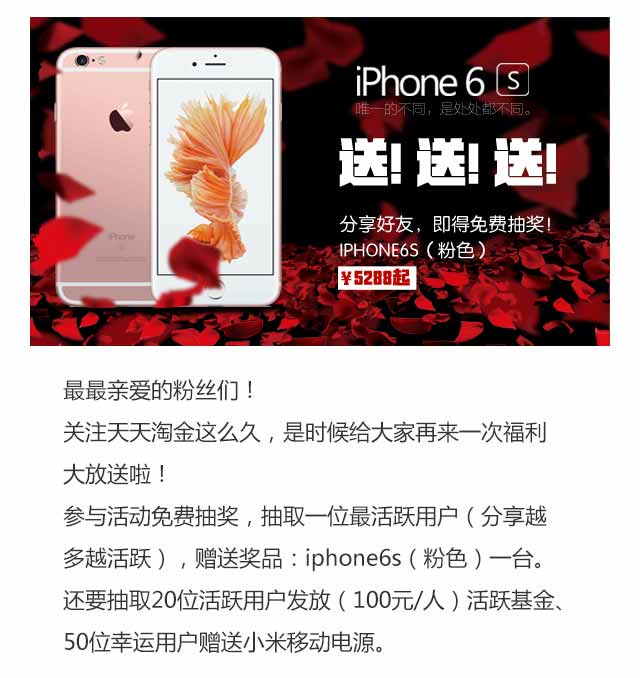 iPhone 6 S
唯一的不同，是处处都不同。
送! 送! 送!
分享好友，即得免费抽奖!
IPHONE6S（粉色）
¥5288起
iPhone
S
最最亲爱的粉丝们！
关注天天淘金这么久，是时候给大家再来一次福利
大放送啦！
参与活动免费抽奖，抽取一位最活跃用户（分享越
多越活跃），赠送奖品：iphone6s（粉色）一台。
还要抽取20位活跃用户发放（100元/人）活跃基金、
50位幸运用户赠送小米移动电源。